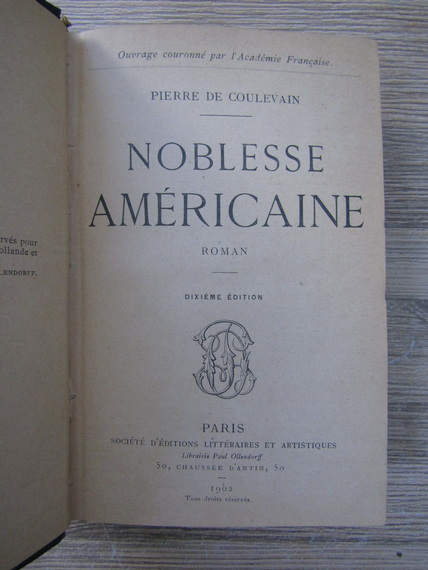 Ouvrage couronné par l'Académie Française.
PIERRE DE COULEVAIN
NOBLESSE
AMÉRICAINE
ROMAN
DIXIÈME ÉDITION
PARIS
SOCIÉTÉ D'ÉDITIONS LITTÉRAIRES ET ARTISTIQUES
Librairie Paul Ollendorff
50, CHAUSSÉE D'ANTIN, 50
1902
Tous droits réservés.
rvés pour
ollande et
LENDORFF.